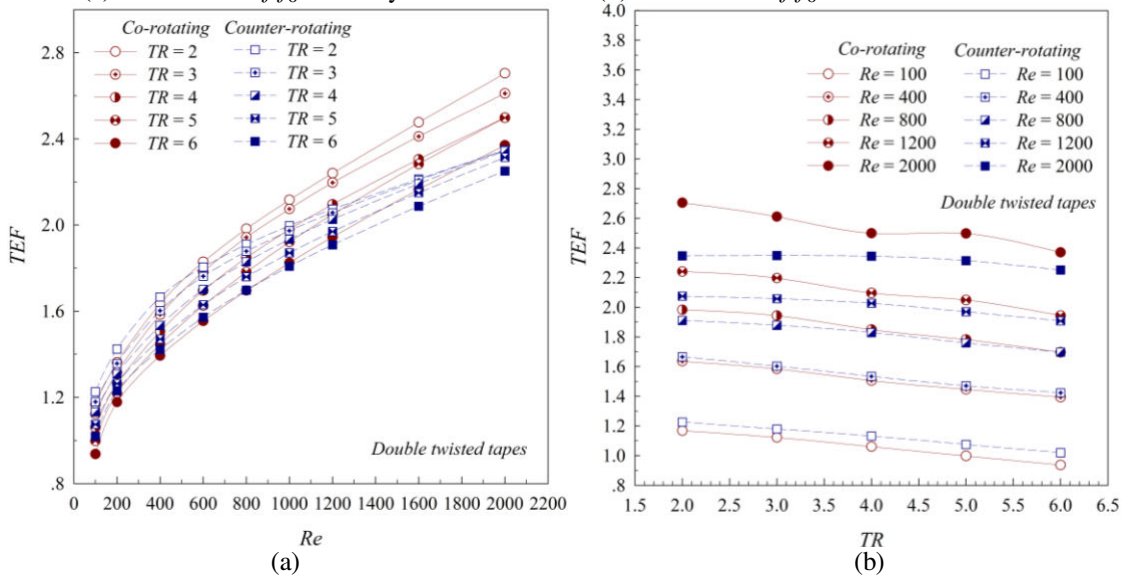 Co-rotating Counter-rotating
TR = 2 TR = 2
TR = 3 TR = 3
TR = 4 TR = 4
TR = 5 TR = 5
TR = 6 TR = 6
2.8
2.4
2.0
1.6
1.2
.8
TEF
Double twisted tapes
0 200 400 600 800 1000 1200 1400 1600 1800 2000 2200
Re
(a)
Co-rotating Counter-rotating
Re = 100 Re = 100
Re = 400 Re = 400
Re = 800 Re = 800
Re = 1200 Re = 1200
Re = 2000 Re = 2000
Double twisted tapes
4.0
3.8
3.6
3.4
3.2
3.0
2.8
2.6
2.4
2.2
2.0
1.8
1.6
1.4
1.2
1.0
.8
TEF
1.5 2.0 2.5 3.0 3.5 4.0 4.5 5.0 5.5 6.0 6.5
TR
(b)